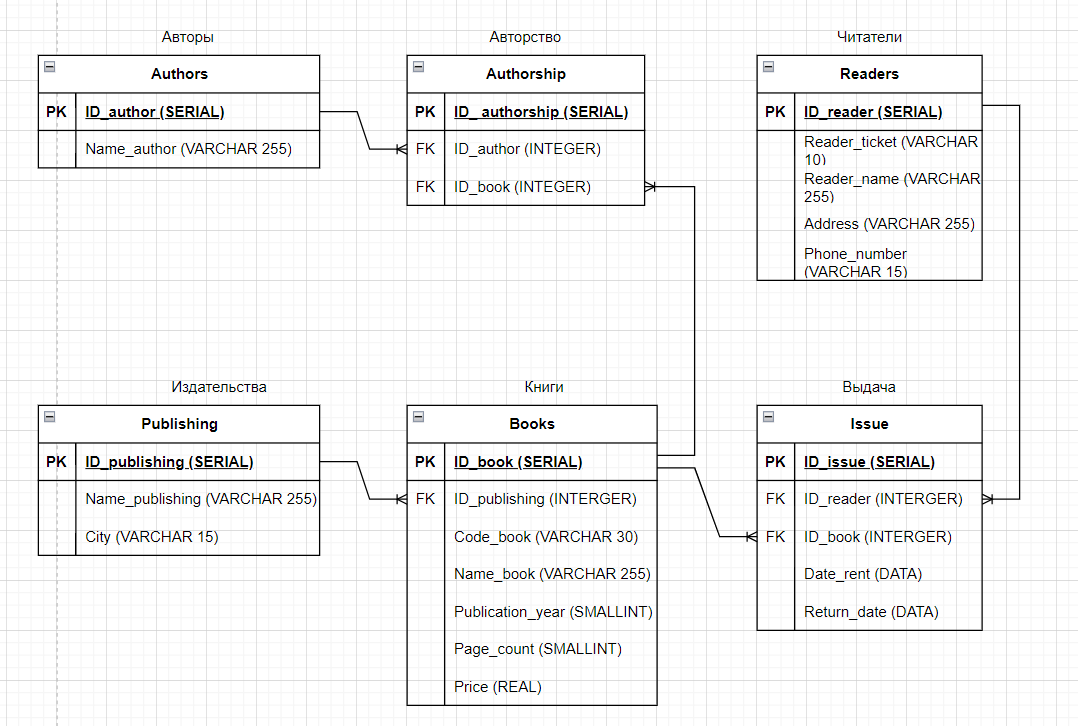 Авторы
Authors
PK ID_author (SERIAL)
Name_author (VARCHAR 255)
Авторство
Authorship
PK ID_ authorship (SERIAL)
FK ID_author (INTEGER)
FK ID_book (INTEGER)
Читатели
Readers
PK ID_reader (SERIAL)
Reader_ticket (VARCHAR
10)
Reader_name (VARCHAR
255)
Address (VARCHAR 255)
Phone_number
(VARCHAR 15)
Издательства
Publishing
PK ID_publishing (SERIAL)
Name_publishing (VARCHAR 255)
City (VARCHAR 15)
Книги
Books
PK ID_book (SERIAL)
FK ID_publishing (INTERGER)
Code_book (VARCHAR 30)
Name_book (VARCHAR 255)
Publication_year (SMALLINT)
Page_count (SMALLINT)
Price (REAL)
Выдача
Issue
PK ID_issue (SERIAL)
FK ID_reader (INTERGER)
FK ID_book (INTERGER)
Date_rent (DATA)
Return_date (DATA)